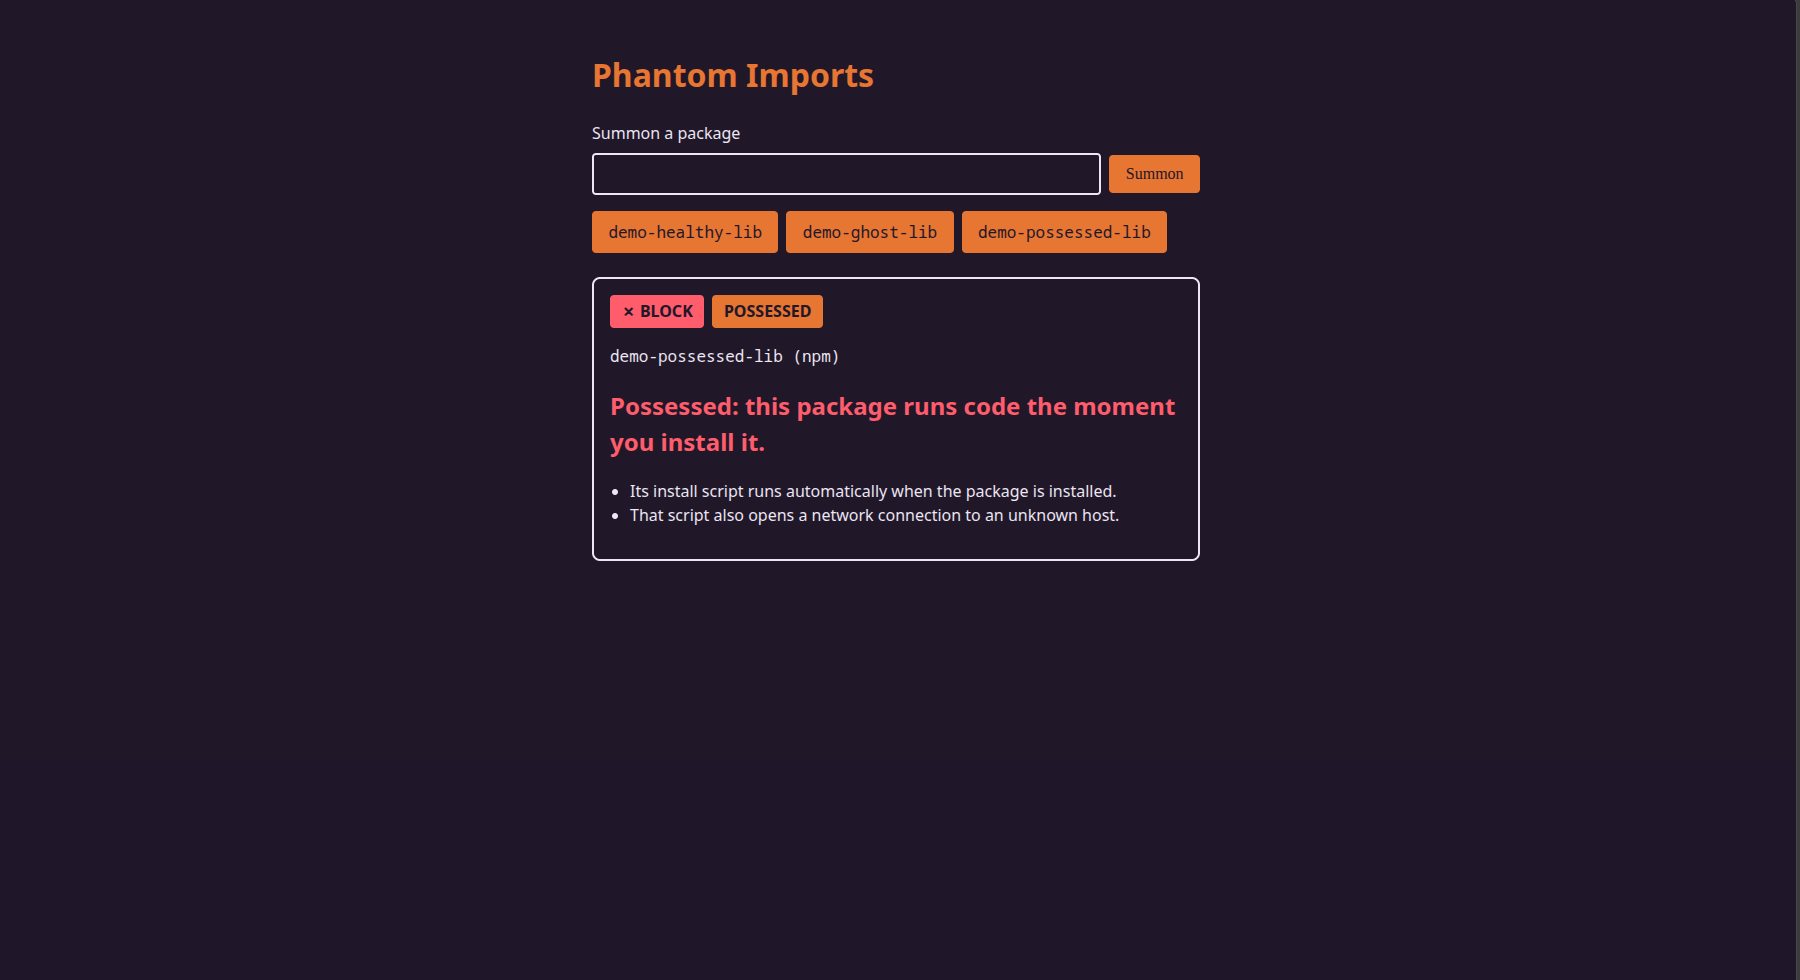 Phantom Imports
Summon a package
Summon
demo-healthy-lib demo-ghost-lib demo-possessed-lib
× BLOCK POSSESSED
demo-possessed-lib (npm)
Possessed: this package runs code the moment
you install it.
• Its install script runs automatically when the package is installed.
• That script also opens a network connection to an unknown host.